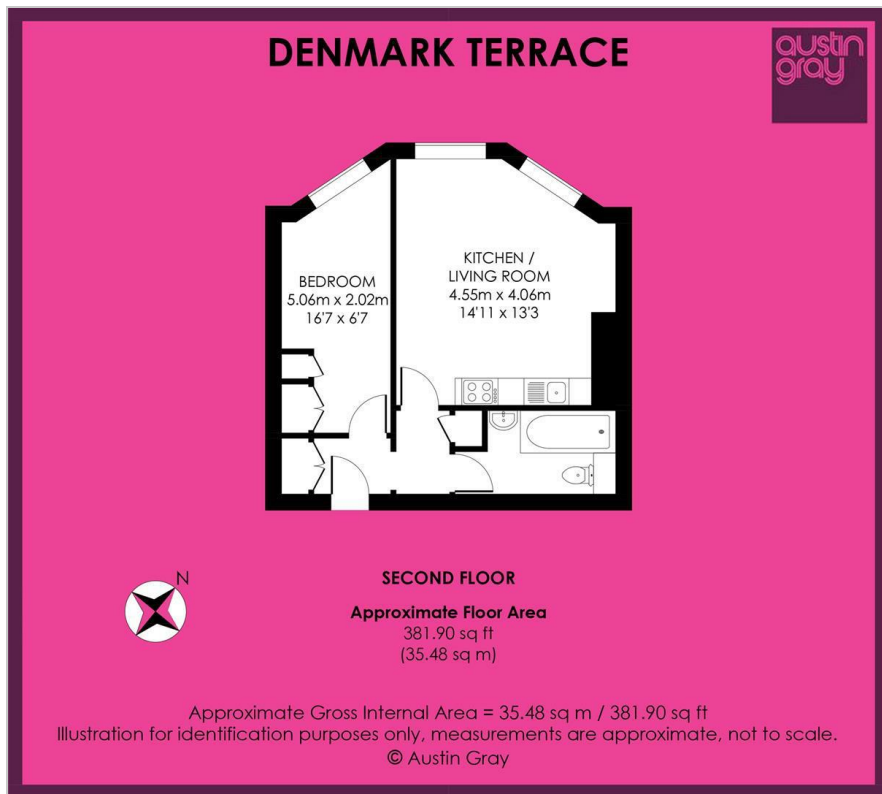 DENMARK TERRACE
austin
gray
KITCHEN /
LIVING ROOM
4.55m x 4.06m
14'11 x 13'3
BEDROOM
5.06m x 2.02m
16'7 x 6'7
N
SECOND FLOOR
Approximate Floor Area
381.90 sq ft
(35.48 sq m)
Approximate Gross Internal Area = 35.48 sq m / 381.90 sq ft
Illustration for identification purposes only, measurements are approximate, not to scale.
© Austin Gray